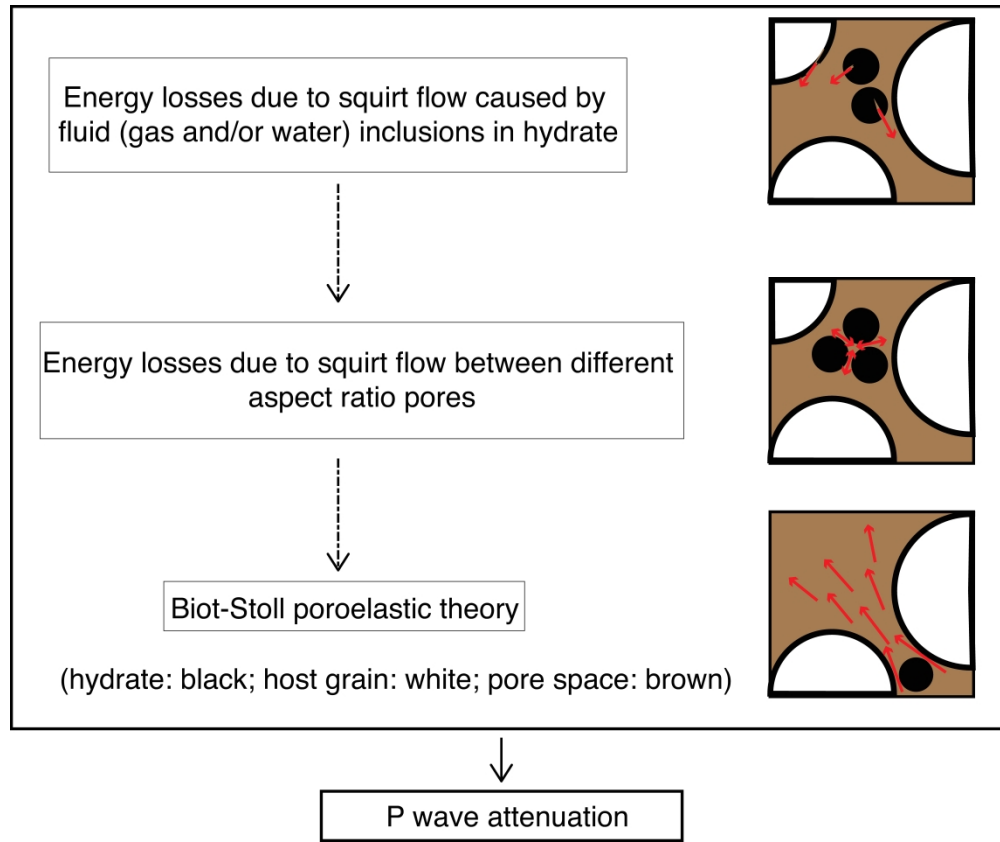 Energy losses due to squirt flow caused by
fluid (gas and/or water) inclusions in hydrate
Energy losses due to squirt flow between different
aspect ratio pores
Biot-Stoll poroelastic theory
(hydrate: black; host grain: white; pore space: brown)
P wave attenuation